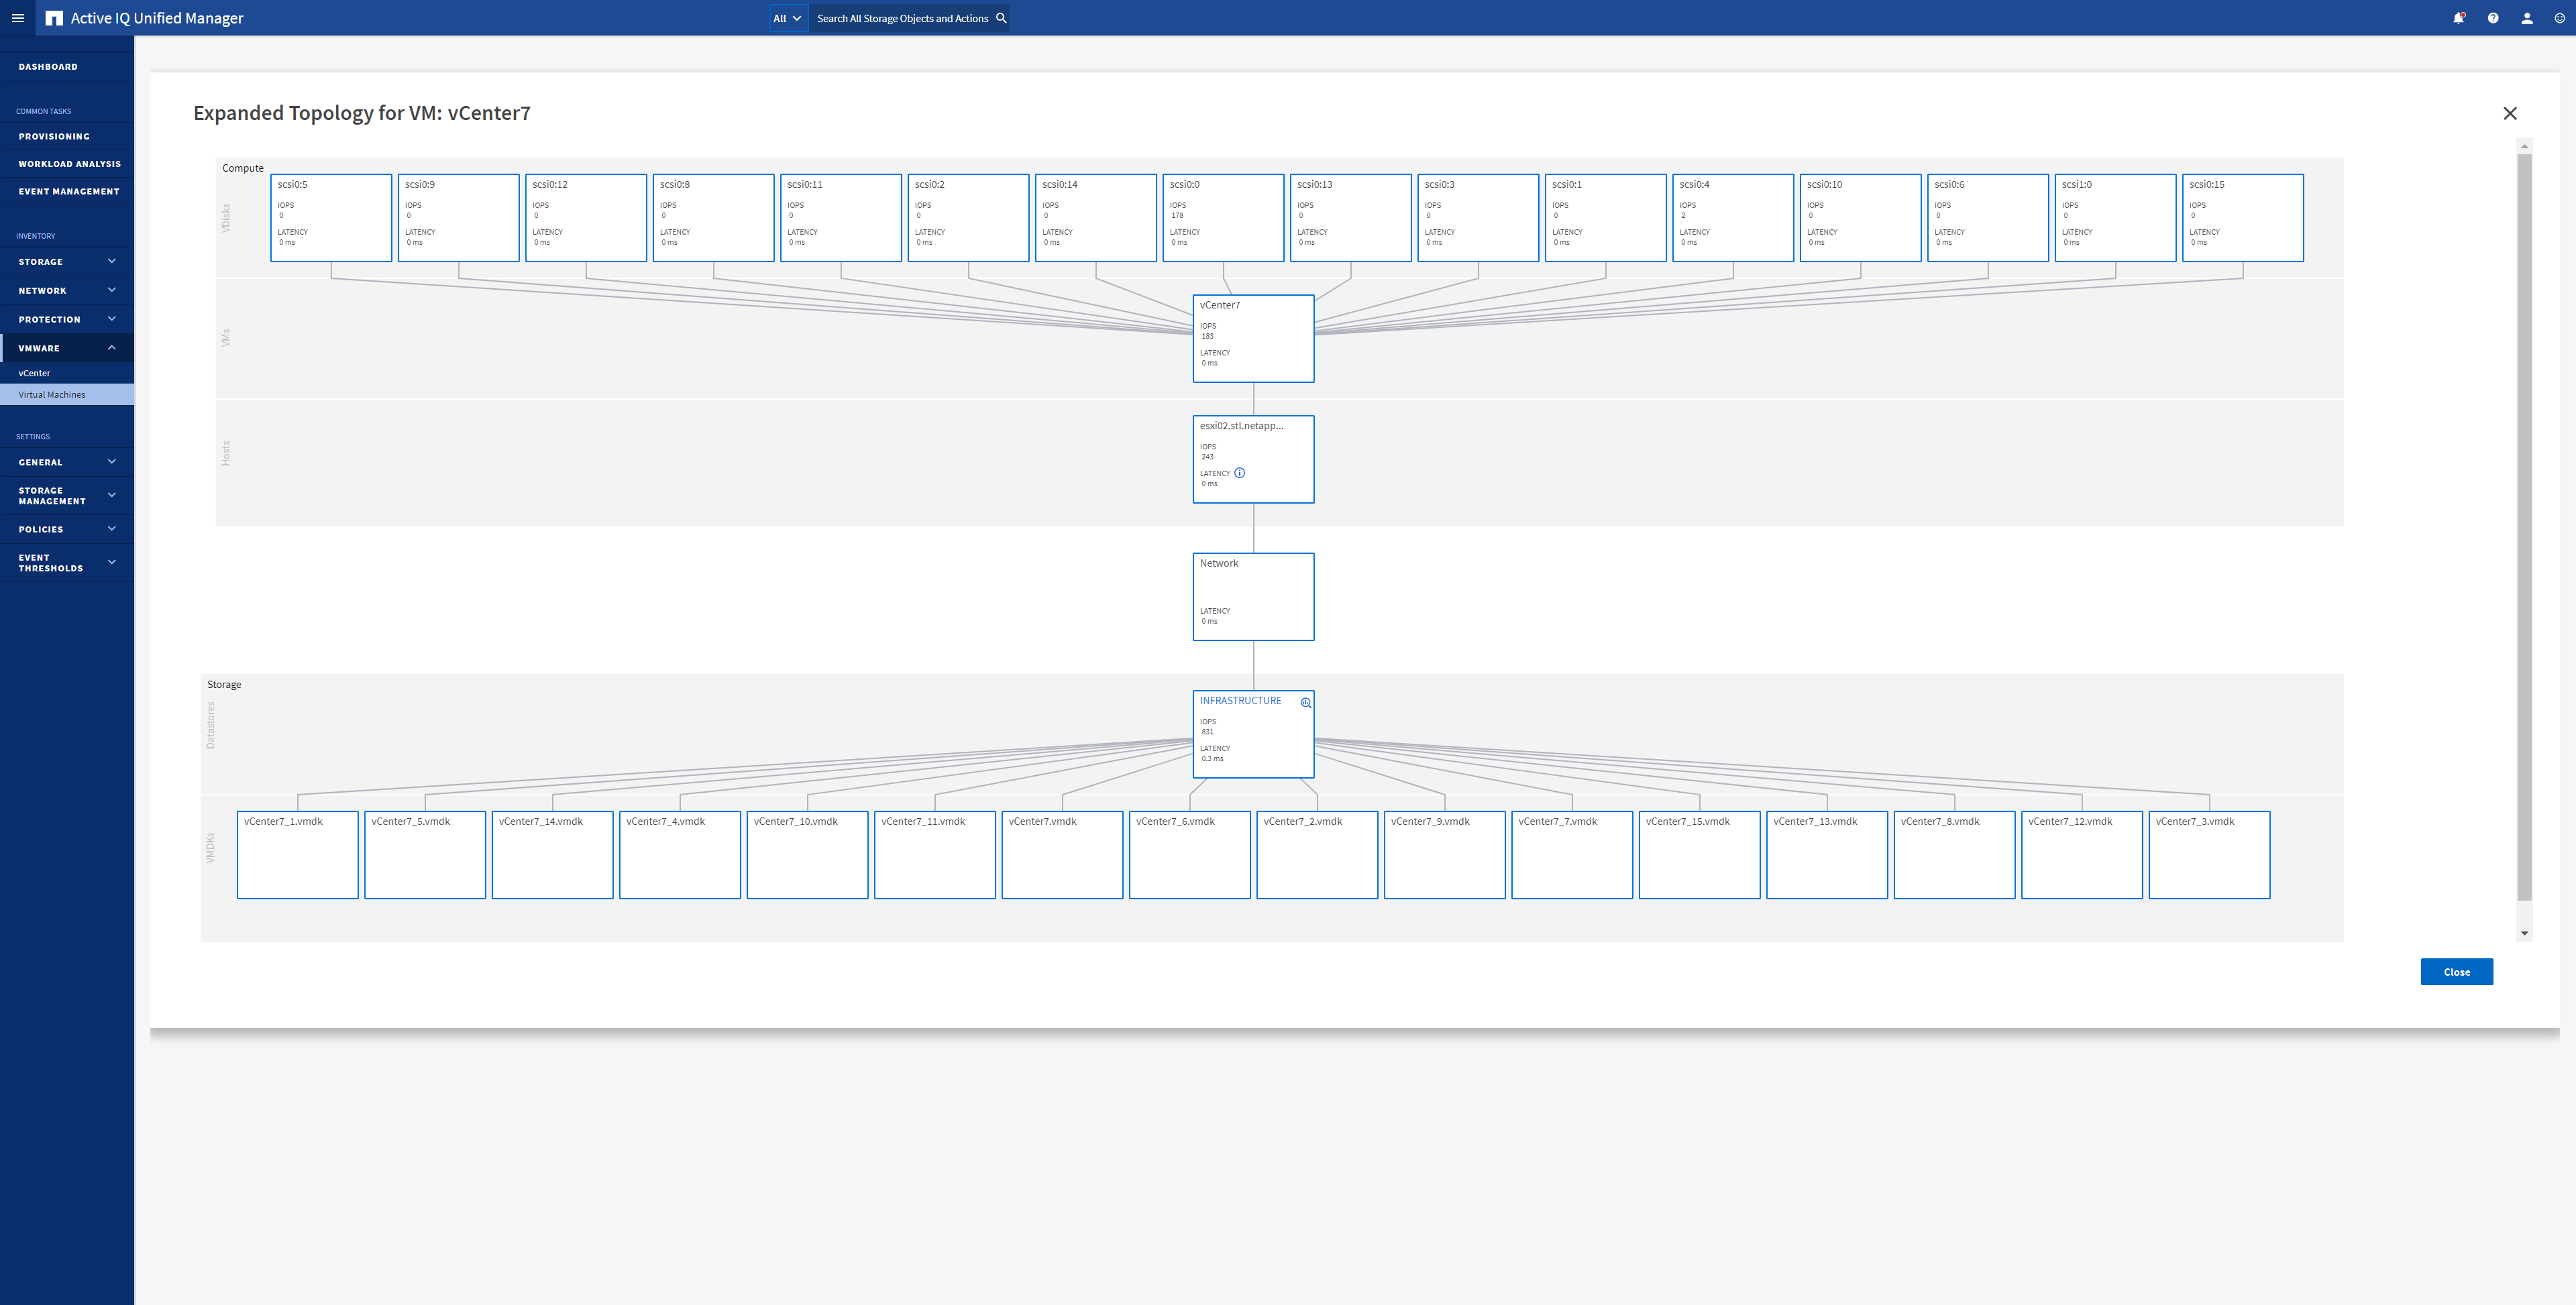 Active IQ Unified Manager
All
Search All Storage Objects and Actions
DASHBOARD
COMMON TASKS
PROVISIONING
WORKLOAD ANALYSIS
EVENT MANAGEMENT
INVENTORY
STORAGE
NETWORK
PROTECTION
VMWARE
vCenter
Virtual Machines
SETTINGS
GENERAL
STORAGE
MANAGEMENT
POLICIES
EVENT
THRESHOLDS
Expanded Topology for VM: vCenter7
Compute
VDisks
scsi0:5
IOPS
0
LATENCY
0 ms
scsi0:9
IOPS
0
LATENCY
0 ms
scsi0:12
IOPS
0
LATENCY
0 ms
scsi0:8
IOPS
0
LATENCY
0 ms
scsi0:11
IOPS
0
LATENCY
0 ms
scsi0:2
IOPS
0
LATENCY
0 ms
scsi0:14
IOPS
0
LATENCY
0 ms
scsi0:0
IOPS
178
LATENCY
0 ms
scsi0:13
IOPS
0
LATENCY
0 ms
scsi0:3
IOPS
0
LATENCY
0 ms
scsi0:1
IOPS
0
LATENCY
0 ms
scsi0:4
IOPS
2
LATENCY
0 ms
scsi0:10
IOPS
0
LATENCY
0 ms
scsi0:6
IOPS
0
LATENCY
0 ms
scsi1:0
IOPS
0
LATENCY
0 ms
scsi0:15
IOPS
0
LATENCY
0 ms
VMs
vCenter7
IOPS
183
LATENCY
0 ms
Hosts
esxi02.stl.netapp...
IOPS
243
LATENCY
0 ms
Network
LATENCY
0 ms
Storage
Datastores
INFRASTRUCTURE
IOPS
831
LATENCY
0.3 ms
VMDKs
vCenter7_1.vmdk
vCenter7_5.vmdk
vCenter7_14.vmdk
vCenter7_4.vmdk
vCenter7_10.vmdk
vCenter7_11.vmdk
vCenter7.vmdk
vCenter7_6.vmdk
vCenter7_2.vmdk
vCenter7_9.vmdk
vCenter7_7.vmdk
vCenter7_15.vmdk
vCenter7_13.vmdk
vCenter7_8.vmdk
vCenter7_12.vmdk
vCenter7_3.vmdk
Close